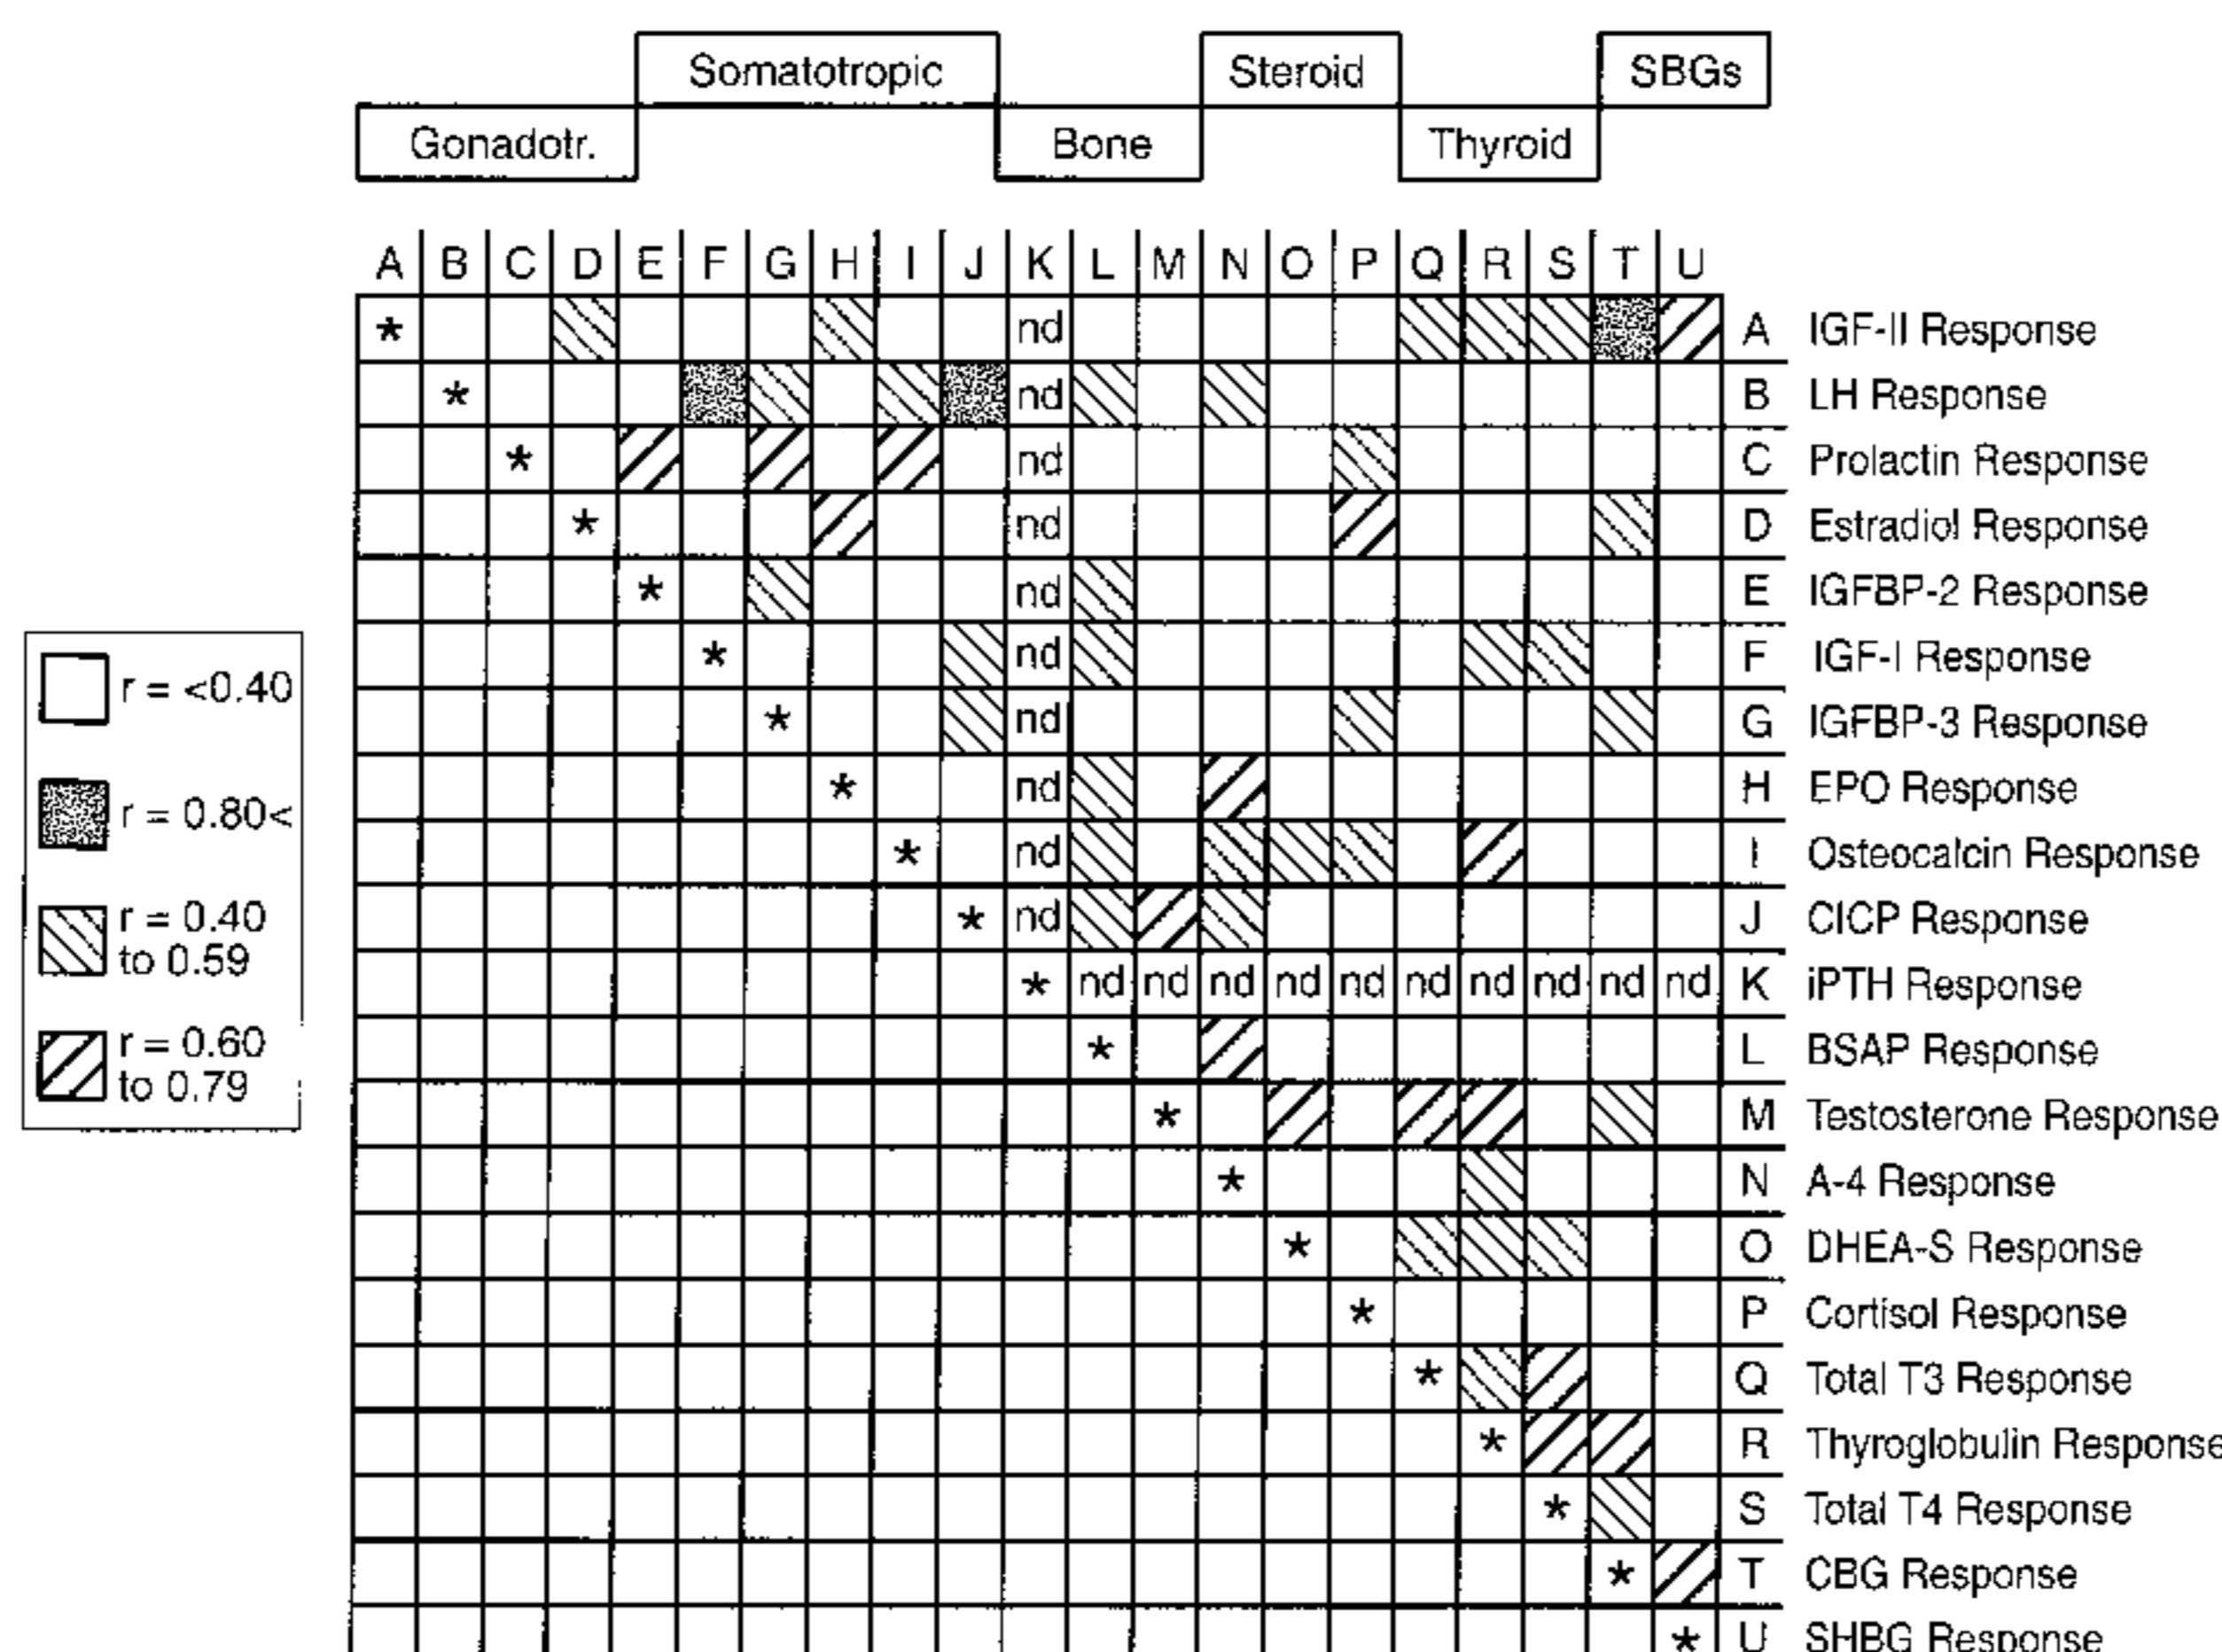 Somatotropic Steroid SBGs
Gonadotr. Bone Thyroid
A B C D E F G H I J K L M N O P Q R S T U
* nd A IGF-II Response
* nd B LH Response
* nd C Prolactin Response
* nd D Estradiol Response
* nd E IGFBP-2 Response
* nd F IGF-I Response
* nd G IGFBP-3 Response
* nd H EPO Response
* nd I Osteocalcin Response
* nd J CICP Response
* nd nd nd nd nd nd nd nd nd nd K iPTH Response
* L BSAP Response
* M Testosterone Response
* N A-4 Response
* O DHEA-S Response
* P Cortisol Response
* Q Total T3 Response
* R Thyroglobulin Response
* S Total T4 Response
* T CBG Response
* U SHBG Response
r = <0.40
r = 0.80<
r = 0.40
to 0.59
r = 0.60
to 0.79